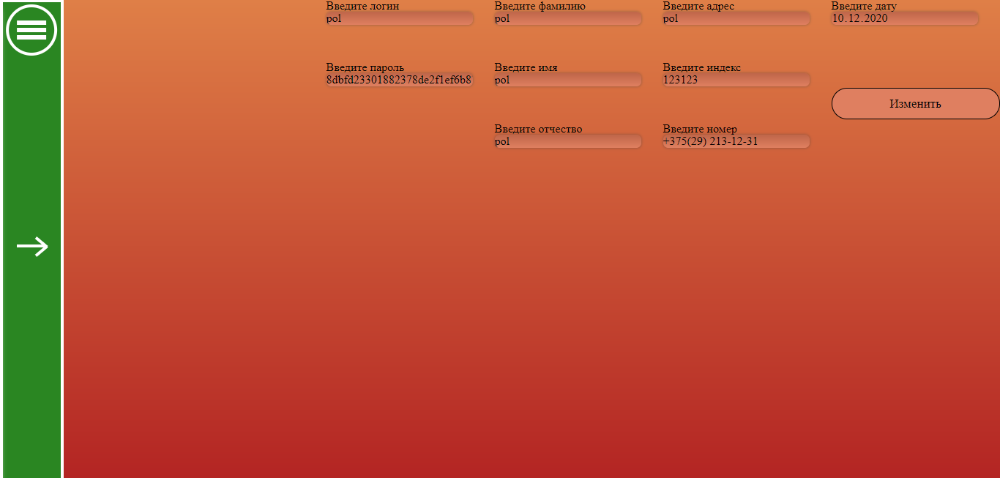 Введите логин
pol
Введите фамилию
pol
Введите адрес
pol
Введите дату
10.12.2020
Введите пароль
8dbfd23301882378de2f1ef6b8
Введите имя
pol
Введите индекс
123123
Изменить
Введите отчество
pol
Введите номер
+375(29) 213-12-31